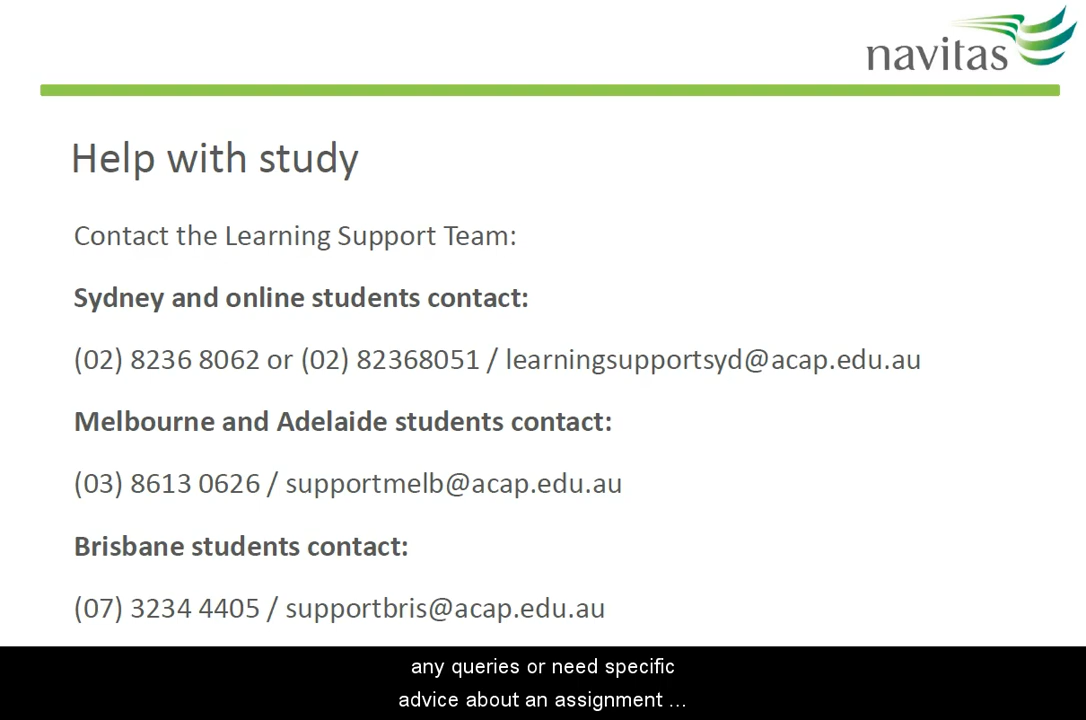 navitas
Help with study
Contact the Learning Support Team:
Sydney and online students contact:
(02) 8236 8062 or (02) 82368051 / learningsupportsyd@acap.edu.au
Melbourne and Adelaide students contact:
(03) 8613 0626 / supportmelb@acap.edu.au
Brisbane students contact:
(07) 3234 4405 / supportbris@acap.edu.au
any queries or need specific
advice about an assignment ...